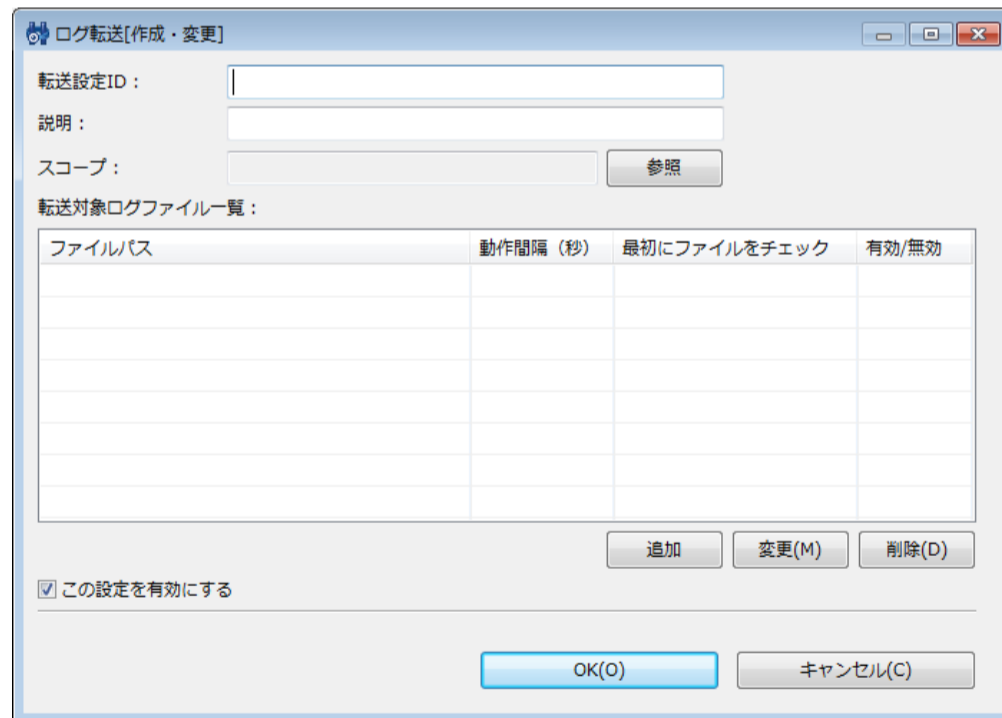 ログ転送[作成・変更]
転送設定ID：
説明：
スコープ：
参照
転送対象ログファイル一覧：
ファイルパス 動作間隔（秒） 最初にファイルをチェック 有効/無効
追加 変更(M) 削除(D)
この設定を有効にする
OK(O) キャンセル(C)